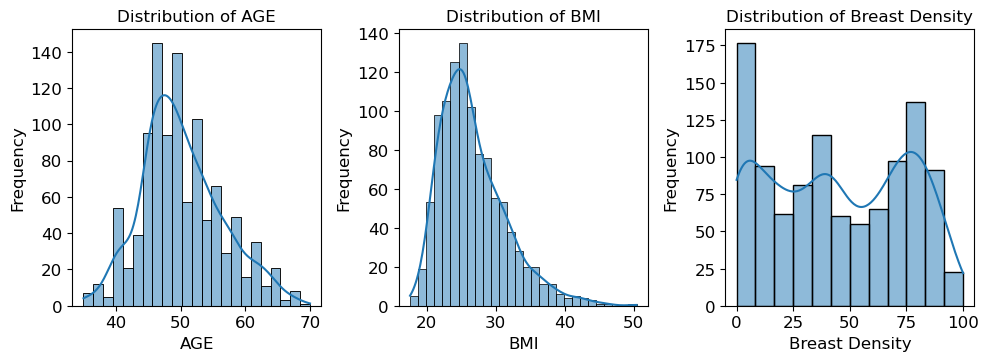 Distribution of AGE
140
120
100
80
60
40
20
0
Frequency
40 50 60 70
AGE
Distribution of BMI
140
120
100
80
60
40
20
0
Frequency
20 30 40 50
BMI
Distribution of Breast Density
175
150
125
100
75
50
25
0
Frequency
0 25 50 75 100
Breast Density